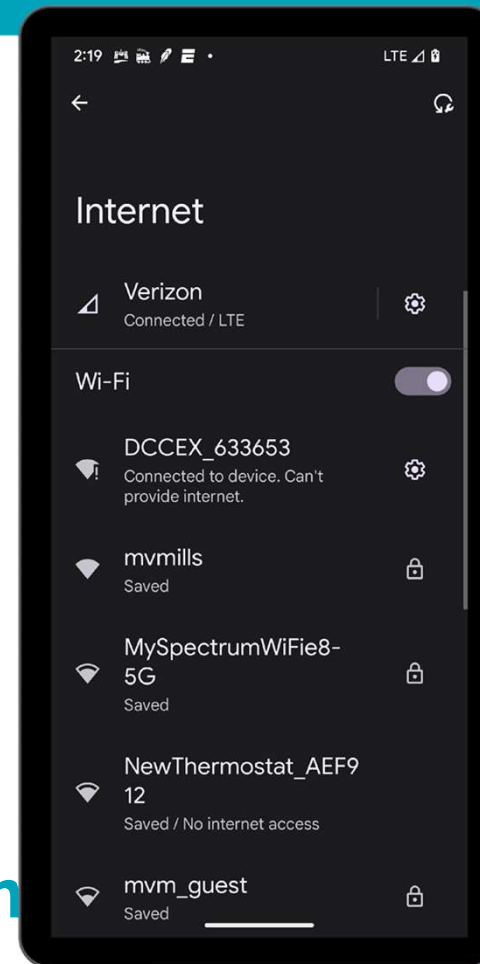 2:19
LTE
Internet
Verizon
Connected / LTE
Wi-Fi
DCCEX_633653
Connected to device. Can't
provide internet.
mvmills
Saved
MySpectrumWiFie8-
5G
Saved
NewThermostat_AEF9
12
Saved / No internet access
mvm_guest
Saved